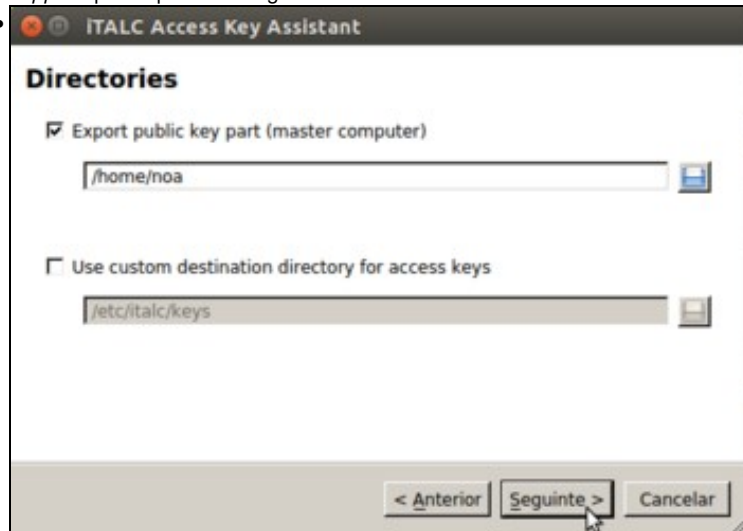 iTALC Access Key Assistant
Directories
Export public key part (master computer)
/home/noa
Use custom destination directory for access keys
/etc/italc/keys
< Anterior Seguinte > Cancelar